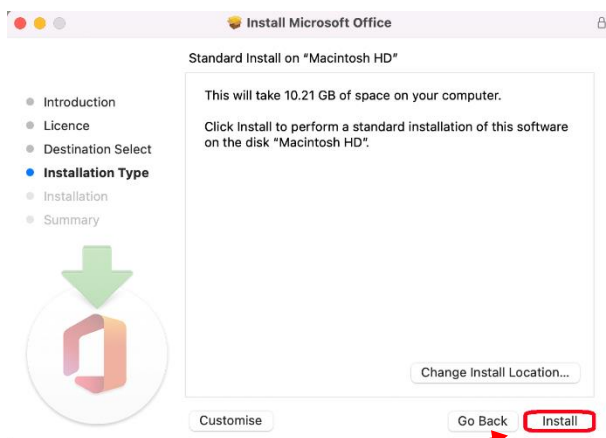 Install Microsoft Office
Standard Install on “Macintosh HD”
Introduction
Licence
Destination Select
Installation Type
Installation
Summary
This will take 10.21 GB of space on your computer.
Click Install to perform a standard installation of this software
on the disk “Macintosh HD”.
Change Install Location...
Customise
Go Back
Install